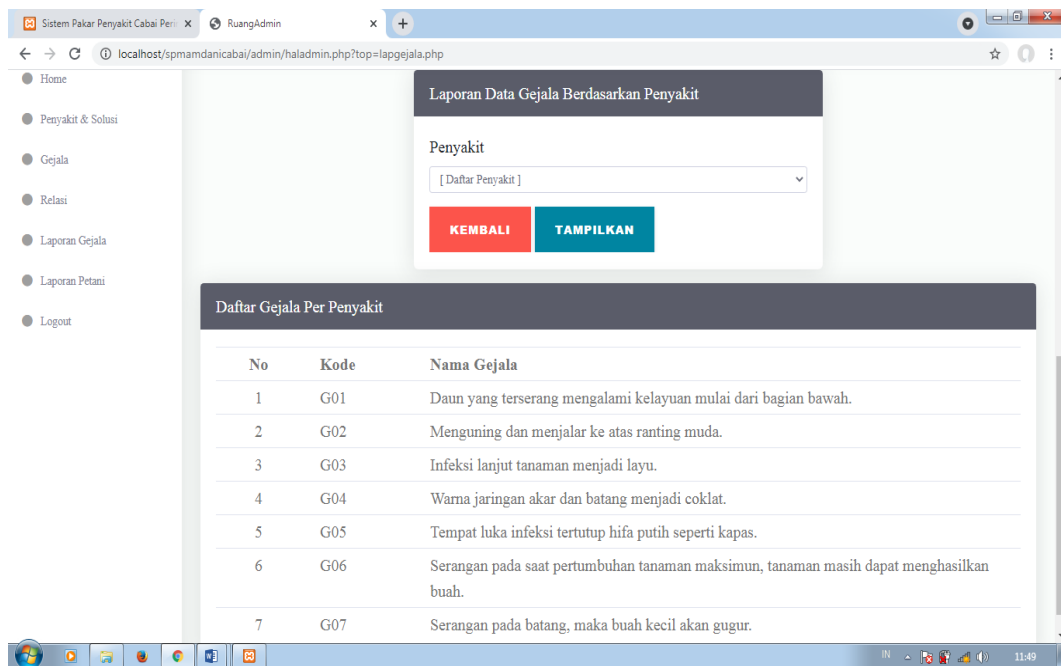 Sistem Pakar Penyakit Cabai Peri
RuangAdmin
localhost/spmamdanicabai/admin/haladmin.php?top=lapgejala.php
Home
Penyakit & Solusi
Gejala
Relasi
Laporan Gejala
Laporan Petani
Logout
Laporan Data Gejala Berdasarkan Penyakit
Penyakit
[ Daftar Penyakit ]
KEMBALI TAMPILKAN
Daftar Gejala Per Penyakit
No Kode Nama Gejala
1 G01 Daun yang terserang mengalami kelayuan mulai dari bagian bawah.
2 G02 Menguning dan menjalar ke atas ranting muda.
3 G03 Infeksi lanjut tanaman menjadi layu.
4 G04 Warna jaringan akar dan batang menjadi coklat.
5 G05 Tempat luka infeksi tertutup hifa putih seperti kapas.
6 G06 Serangan pada saat pertumbuhan tanaman maksimun, tanaman masih dapat menghasilkan
buah.
7 G07 Serangan pada batang, maka buah kecil akan gugur.
IN 11:49